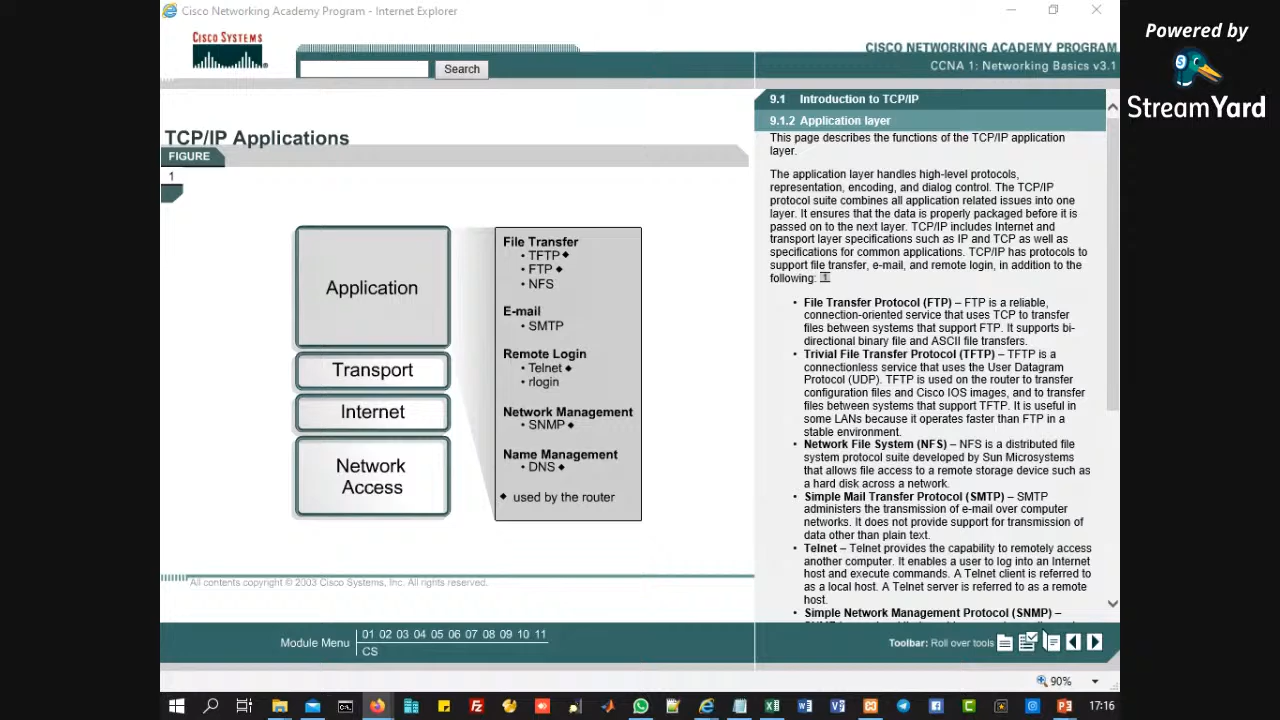 Cisco Networking Academy Program - Internet Explorer
CISCO SYSTEMS
Search
CISCO NETWORKING ACADEMY PROGRAM
CCNA 1: Networking Basics v3.1
TCP/IP Applications
FIGURE
1
Application
Transport
Internet
Network
Access
File Transfer
• TFTP ◆
• FTP ◆
• NFS
E-mail
• SMTP
Remote Login
• Telnet ◆
• rlogin
Network Management
• SNMP ◆
Name Management
• DNS ◆
◆ used by the router
All contents copyright © 2003 Cisco Systems, Inc. All rights reserved.
9.1 Introduction to TCP/IP
9.1.2 Application layer
This page describes the functions of the TCP/IP application
layer.
The application layer handles high-level protocols,
representation, encoding, and dialog control. The TCP/IP
protocol suite combines all application related issues into one
layer. It ensures that the data is properly packaged before it is
passed on to the next layer. TCP/IP includes Internet and
transport layer specifications such as IP and TCP as well as
specifications for common applications. TCP/IP has protocols to
support file transfer, e-mail, and remote login, in addition to the
following: 1
• File Transfer Protocol (FTP) – FTP is a reliable,
connection-oriented service that uses TCP to transfer
files between systems that support FTP. It supports bi-
directional binary file and ASCII file transfers.
• Trivial File Transfer Protocol (TFTP) – TFTP is a
connectionless service that uses the User Datagram
Protocol (UDP). TFTP is used on the router to transfer
configuration files and Cisco IOS images, and to transfer
files between systems that support TFTP. It is useful in
some LANs because it operates faster than FTP in a
stable environment.
• Network File System (NFS) – NFS is a distributed file
system protocol suite developed by Sun Microsystems
that allows file access to a remote storage device such as
a hard disk across a network.
• Simple Mail Transfer Protocol (SMTP) – SMTP
administers the transmission of e-mail over computer
networks. It does not provide support for transmission of
data other than plain text.
• Telnet – Telnet provides the capability to remotely access
another computer. It enables a user to log into an Internet
host and execute commands. A Telnet client is referred to
as a local host. A Telnet server is referred to as a remote
host.
• Simple Network Management Protocol (SNMP) –
Module Menu
01 02 03 04 05 06 07 08 09 10 11
CS
Toolbar: Roll over tools
90%
17:16
Powered by
StreamYard